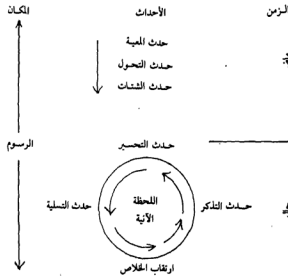 الزمن الأحداث المكان
حدث المعية
حدث التحول
حدث الشتات
حدث التحسير الرسوم
اللحظة
حدث التذكر الآنية حدث التسلية
ارتقاب الخلاص